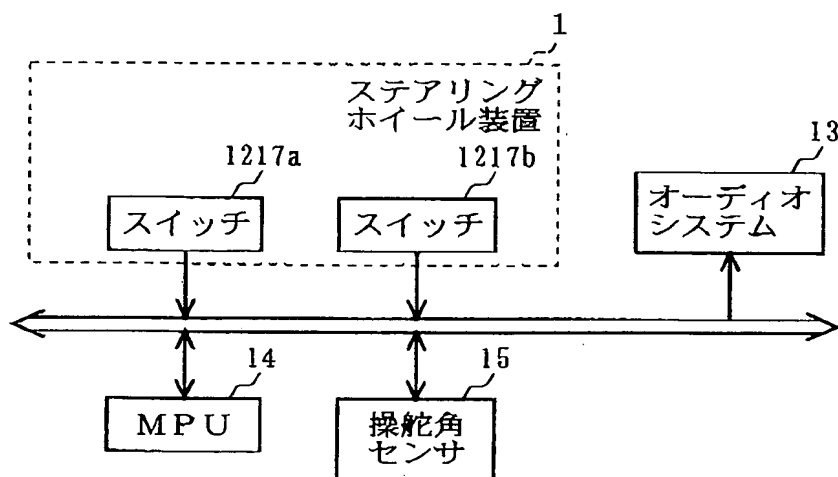 1
ステアリング
ホイール装置
1217a
1217b
13
スイッチ
スイッチ
オーディオ
システム
14
15
MPU
操舵角
センサ